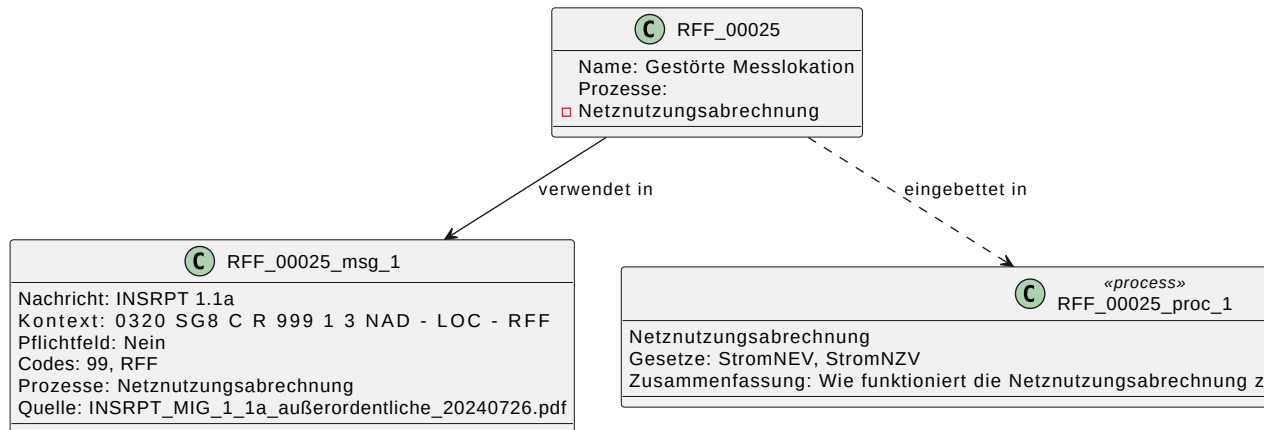 C RFF_00025
Name: Gestörte Messlokation
Prozesse:
Netznutzungsabrechnung
verwendet in
eingebettet in
C RFF_00025_msg_1
Nachricht: INSRPT 1.1a
Kontext: 0320 SG8 C R 999 1 3 NAD - LOC - RFF
Pflichtfeld: Nein
Codes: 99, RFF
Prozesse: Netznutzungsabrechnung
Quelle: INSRPT_MIG_1_1a_außerordentliche_20240726.pdf
C «process»
RFF_00025_proc_1
Netznutzungsabrechnung
Gesetze: StromNEV, StromNZV
Zusammenfassung: Wie funktioniert die Netznutzungsabrechnung z